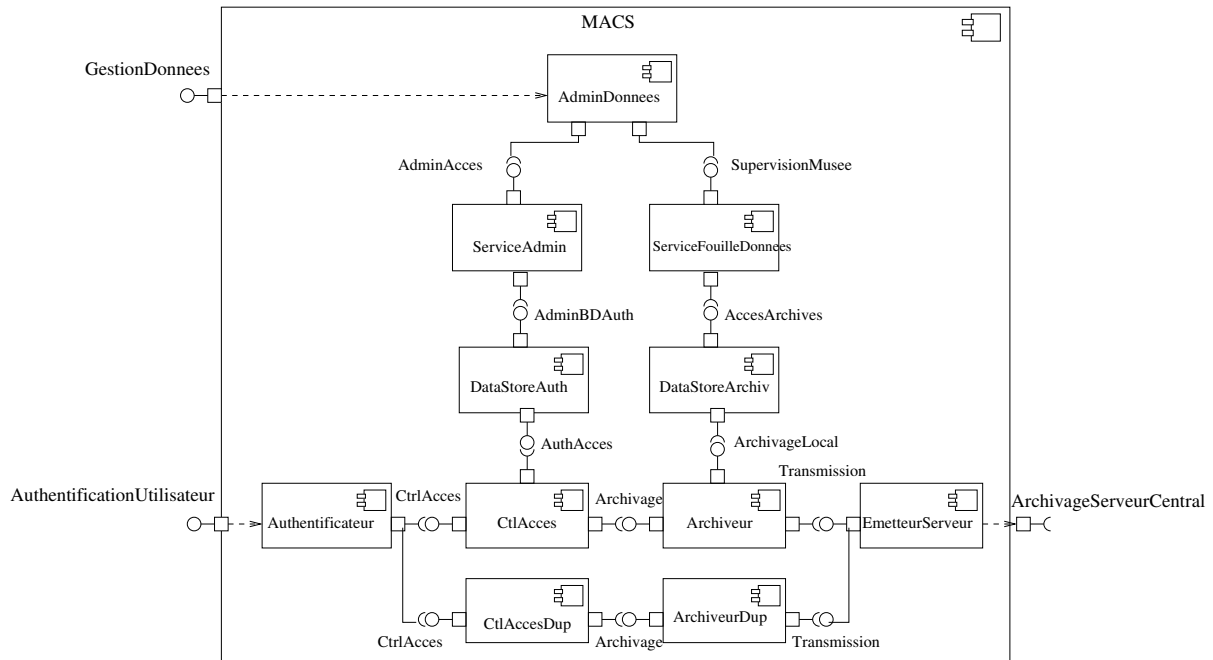 MACS
GestionDonnees
AdminDonnees
AdminAcces
SupervisionMusee
ServiceAdmin
ServiceFouilleDonnees
AdminBDAuth
AccesArchives
DataStoreAuth
DataStoreArchiv
AuthAcces
ArchivageLocal
Transmission
AuthentificationUtilisateur
CtrlAcces
Archivage
ArchivageServeurCentral
Authentificateur
CtlAcces
Archiveur
EmetteurServeur
CtlAccesDup
ArchiveurDup
CtrlAcces
Archivage
Transmission